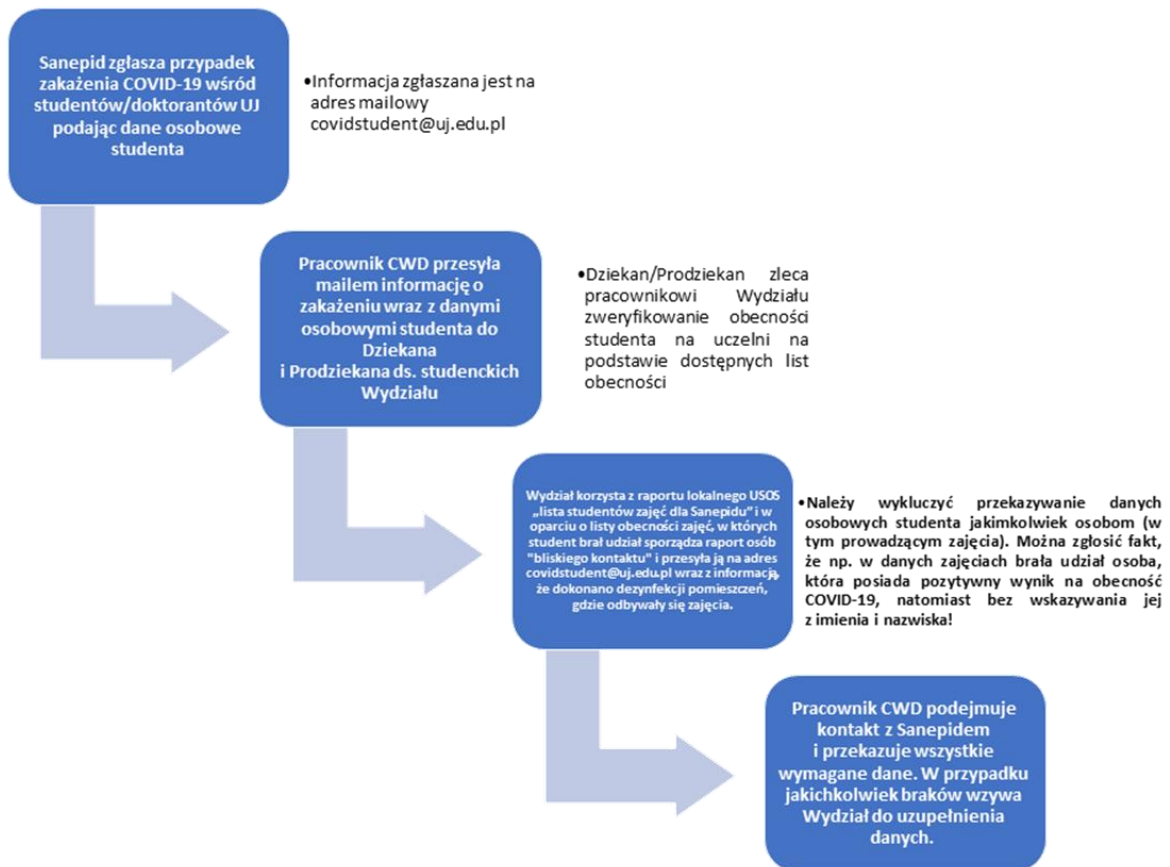 Sanepid zgłasza przypadek
zakażenia COVID-19 wśród
studentów/doktorantów UJ
podając dane osobowe
studenta
•Informacja zgłaszana jest na
adres mailowy
covidstudent@uj.edu.pl
Pracownik CWD przesyła
mailem informację o
zakażeniu wraz z danymi
osobowymi studenta do
Dziekana
i Prodziekana ds. studenckich
Wydziału
•Dziekan/Prodziekan zleca
pracownikowi Wydziału
zweryfikowanie obecności
studenta na uczelni na
podstawie dostępnych list
obecności
Wydział korzysta z raportu lokalnego USOS
„lista studentów zajęć dla Sanepidu" i w
oparciu o listy obecności zajęć, w których
student brał udział sporządza raport osób
"bliskiego kontaktu" i przesyła ją na adres
covidstudent@uj.edu.pl wraz z informacją,
że dokonano dezynfekcji pomieszczeń,
gdzie odbywały się zajęcia.
•Należy wykluczyć przekazywanie danych
osobowych studenta jakimkolwiek osobom (w
tym prowadzącym zajęcia). Można zgłosić fakt,
że np. w danych zajęciach brała udział osoba,
która posiada pozytywny wynik na obecność
COVID-19, natomiast bez wskazywania jej
z imienia i nazwiska!
Pracownik CWD podejmuje
kontakt z Sanepidem
i przekazuje wszystkie
wymagane dane. W przypadku
jakichkolwiek braków wzywa
Wydział do uzupełnienia
danych.